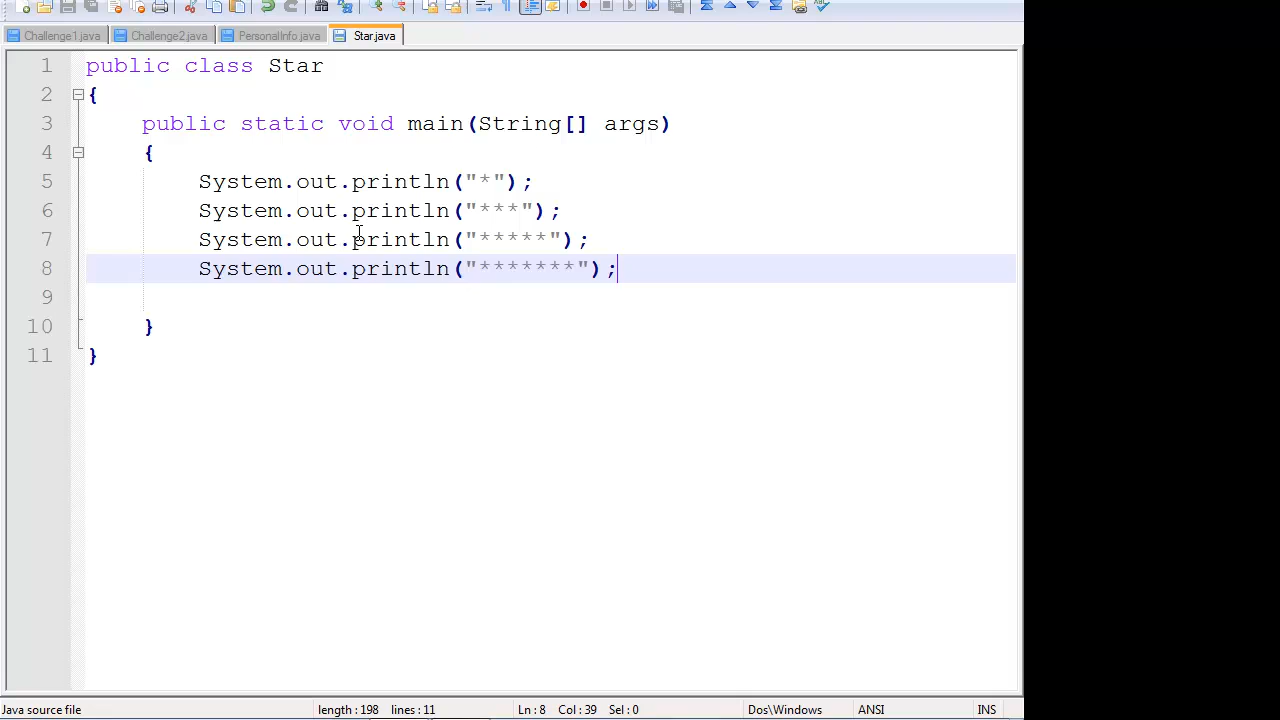 Challenge1.java Challenge2.java PersonalInfo.java Star.java
1 public class Star
2 {
3 public static void main(String[] args)
4 {
5 System.out.println("*");
6 System.out.println("***");
7 System.out.println("*****");
8 System.out.println("*******");
9
10 }
11 }
Java source file length : 198 lines : 11 Ln : 8 Col : 39 Sel : 0 Dos\Windows ANSI INS